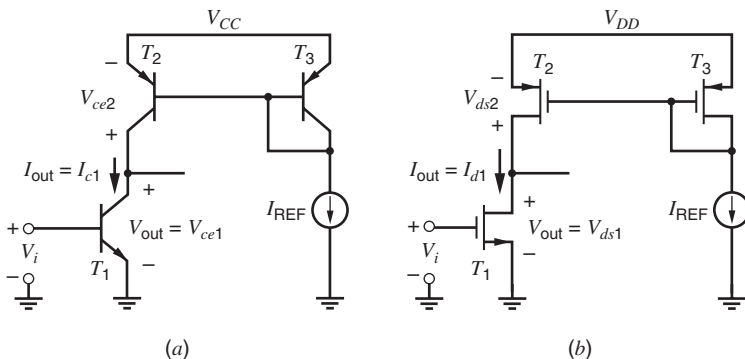 V_CC
T_2
T_3
−
V_ce2
+
I_out = I_c1
+
+
V_i
−
V_out = V_ce1
−
T_1
I_REF
(a)
V_DD
T_2
T_3
−
V_ds2
+
I_out = I_d1
+
+
V_i
−
V_out = V_ds1
−
T_1
I_REF
(b)